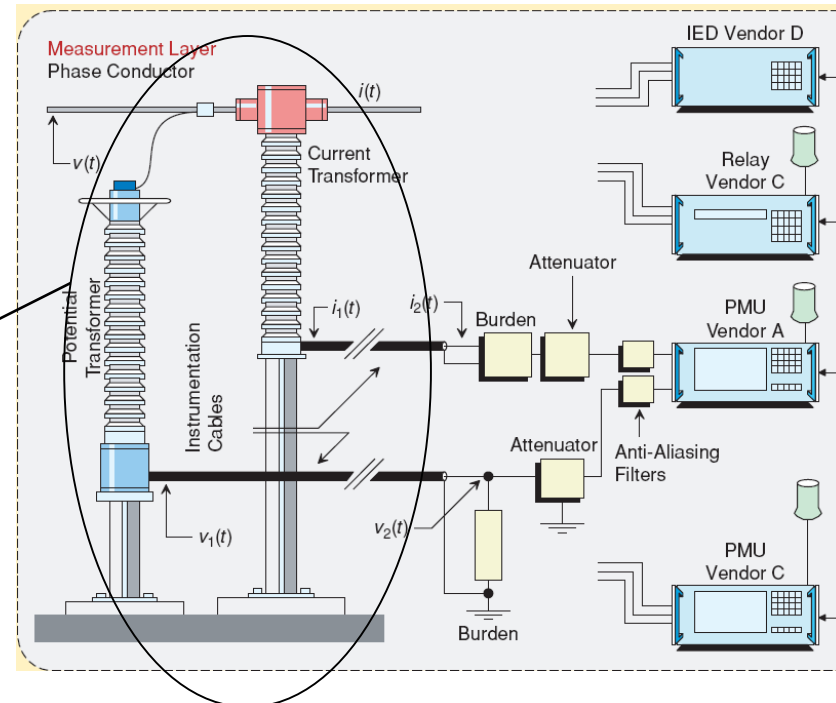 Measurement Layer
Phase Conductor
i(t)
v(t)
Current
Transformer
Potential
Transformer
Instrumentation
Cables
i1(t)
i2(t)
Burden
Attenuator
v1(t)
v2(t)
Attenuator
Burden
Anti-Aliasing
Filters
IED Vendor D
Relay
Vendor C
PMU
Vendor A
PMU
Vendor C